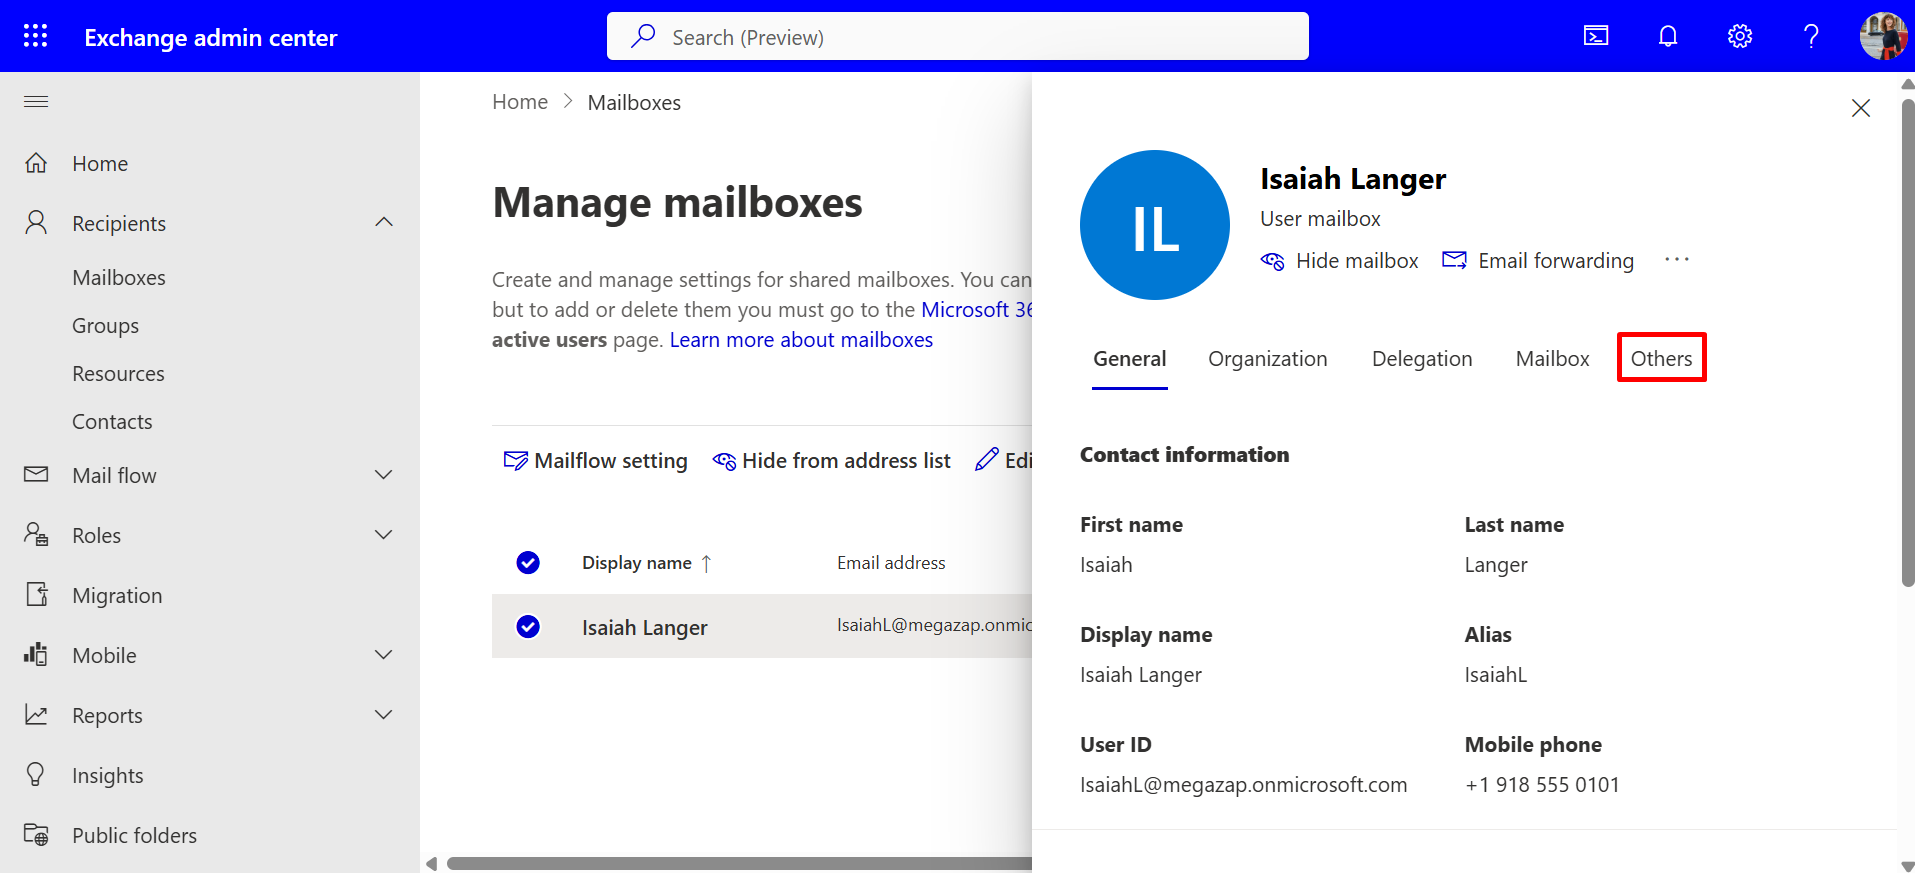 Exchange admin center
Search (Preview)
Home
Recipients
Mailboxes
Groups
Resources
Contacts
Mail flow
Roles
Migration
Mobile
Reports
Insights
Public folders
Home > Mailboxes
Manage mailboxes
Create and manage settings for shared mailboxes. You can
but to add or delete them you must go to the Microsoft 36
active users page. Learn more about mailboxes
Mailflow setting Hide from address list Edi
Display name ↑ Email address
Isaiah Langer IsaiahL@megazap.onmic
IL
Isaiah Langer
User mailbox
Hide mailbox Email forwarding ···
General Organization Delegation Mailbox Others
Contact information
First name Last name
Isaiah Langer
Display name Alias
Isaiah Langer IsaiahL
User ID Mobile phone
IsaiahL@megazap.onmicrosoft.com +1 918 555 0101